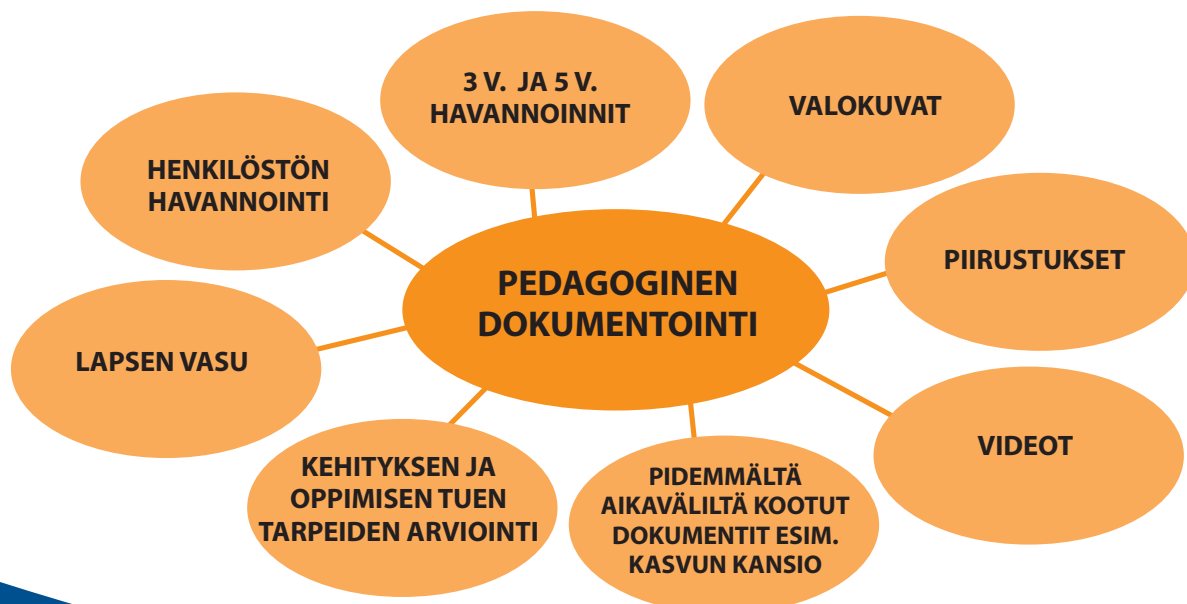 3 V. JA 5 V.
HAVANNOINNIT
VALOKUVAT
HENKILÖSTÖN
HAVANNOINTI
PIIRUSTUKSET
PEDAGOGINEN
DOKUMENTOINTI
LAPSEN VASU
VIDEOT
KEHITYKSEN JA
OPPIMISEN TUEN
TARPEIDEN ARVIOINTI
PIDEMMÄLTÄ
AIKAVÄLILTÄ KOOTUT
DOKUMENTIT ESIM.
KASVUN KANSIO